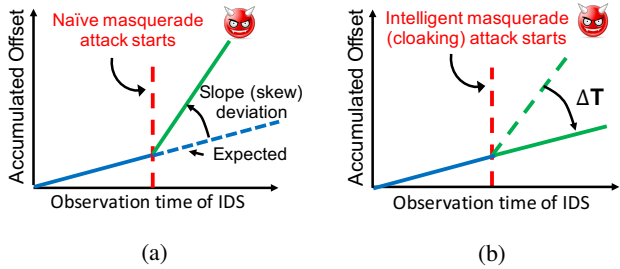 Naïve masquerade
attack starts
Accumulated Offset
Slope (skew)
deviation
Expected
Observation time of IDS
(a)
Intelligent masquerade
(cloaking) attack starts
Accumulated Offset
ΔT
Observation time of IDS
(b)